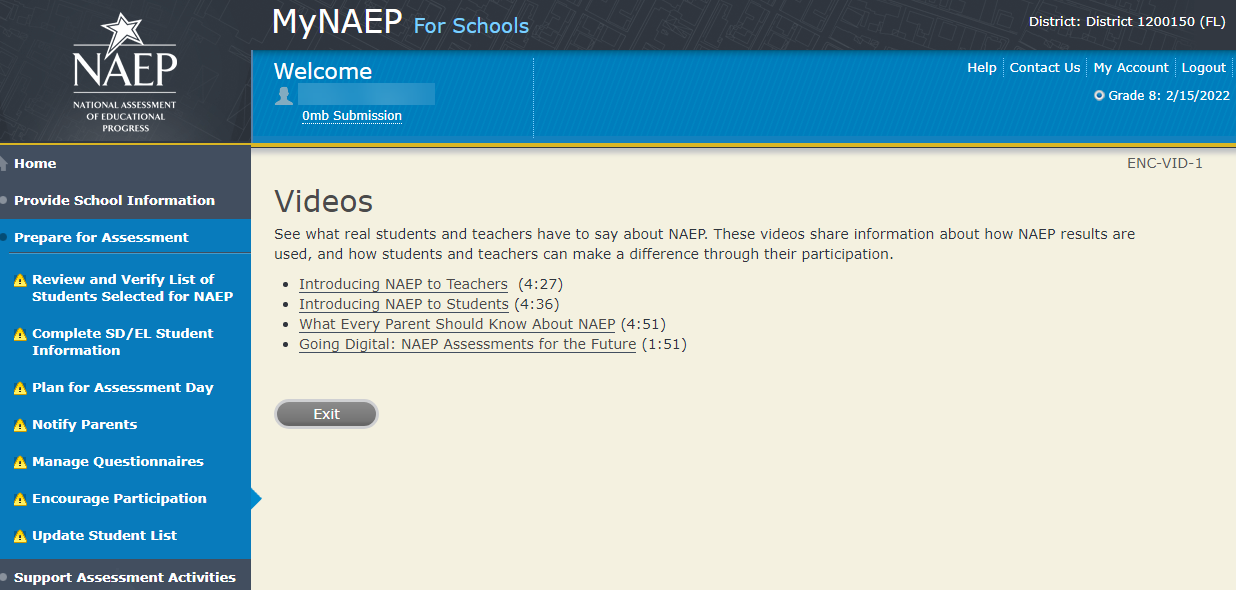 NAEP
NATIONAL ASSESSMENT
OF EDUCATIONAL
PROGRESS
MyNAEP For Schools
District: District 1200150 (FL)
Welcome
0mb Submission
Help
Contact Us
My Account
Logout
Grade 8: 2/15/2022
Home
Provide School Information
Prepare for Assessment
Review and Verify List of
Students Selected for NAEP
Complete SD/EL Student
Information
Plan for Assessment Day
Notify Parents
Manage Questionnaires
Encourage Participation
Update Student List
Support Assessment Activities
ENC-VID-1
Videos
See what real students and teachers have to say about NAEP. These videos share information about how NAEP results are
used, and how students and teachers can make a difference through their participation.
Introducing NAEP to Teachers (4:27)
Introducing NAEP to Students (4:36)
What Every Parent Should Know About NAEP (4:51)
Going Digital: NAEP Assessments for the Future (1:51)
Exit